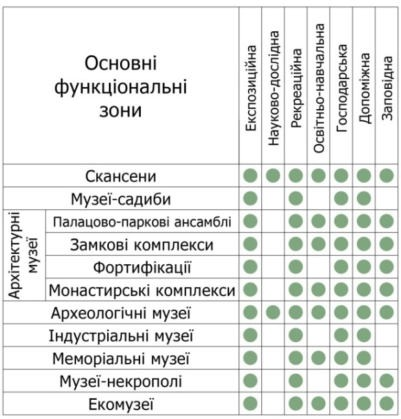 Основні
функціональні
зони
Експозиційна
Науково-дослідна
Рекреаційна
Освітньо-навчальна
Господарська
Допоміжна
Заповідна
Скансени
Музеї-садиби
Архітектурні
музеї
Палацово-паркові ансамблі
Замкові комплекси
Фортифікації
Монастирські комплекси
Археологічні музеї
Індустріальні музеї
Меморіальні музеї
Музеї-некрополі
Екомузеї